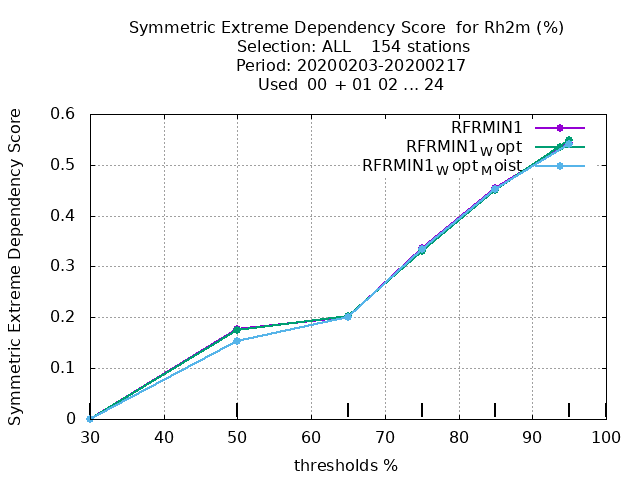 Symmetric Extreme Dependency Score  for Rh2m (%)
Selection: ALL    154 stations
Period: 20200203-20200217
Used  00  + 01 02 ... 24
Symmetric Extreme Dependency Score
0.6
0.5
0.4
0.3
0.2
0.1
0
RFRMIN1
RFRMIN1Wopt
RFRMIN1WoptMoist
30 40 50 60 70 80 90 100
thresholds %